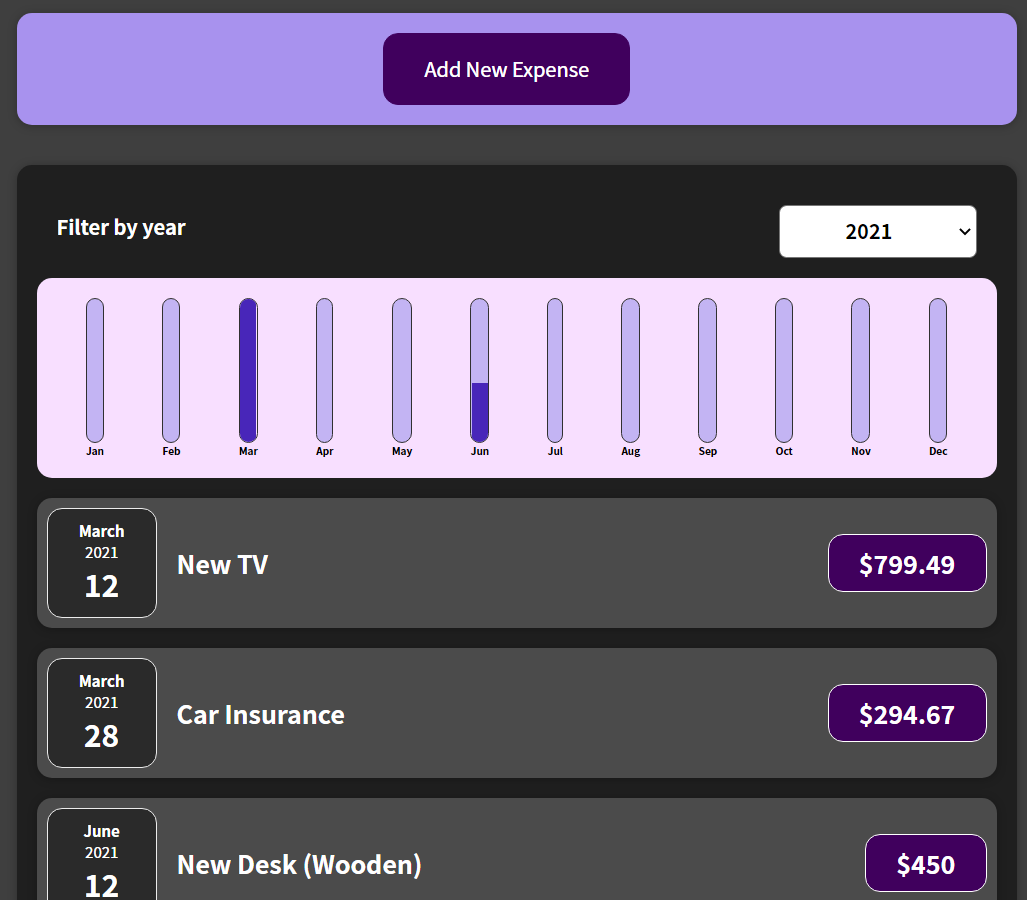 Add New Expense
Filter by year
2021
Jan Feb Mar Apr May Jun Jul Aug Sep Oct Nov Dec
March
2021
12
New TV
$799.49
March
2021
28
Car Insurance
$294.67
June
2021
12
New Desk (Wooden)
$450